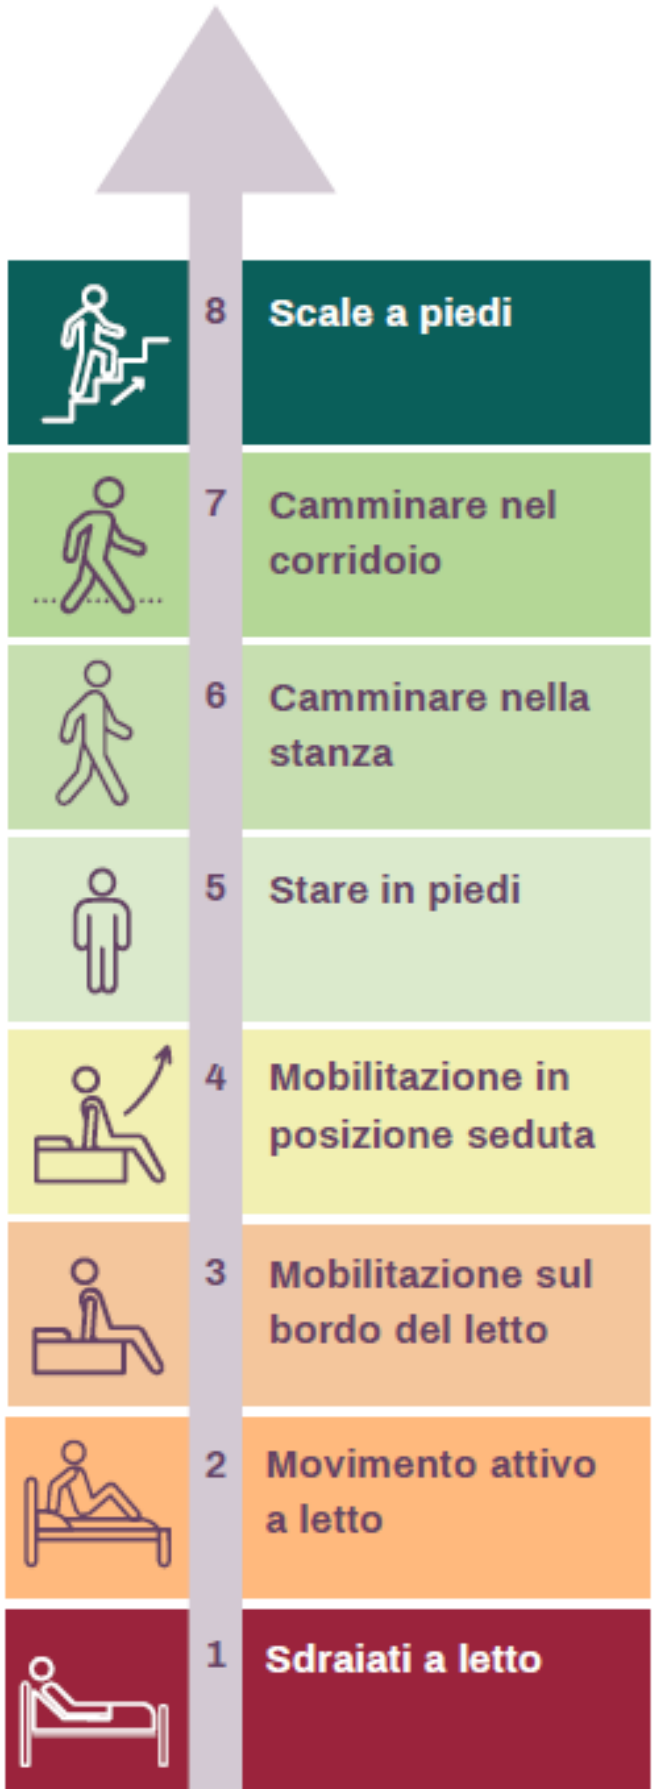 8 Scale a piedi
7 Camminare nel
corridoio
6 Camminare nella
stanza
5 Stare in piedi
4 Mobilitazione in
posizione seduta
3 Mobilitazione sul
bordo del letto
2 Movimento attivo
a letto
1 Sdraiati a letto